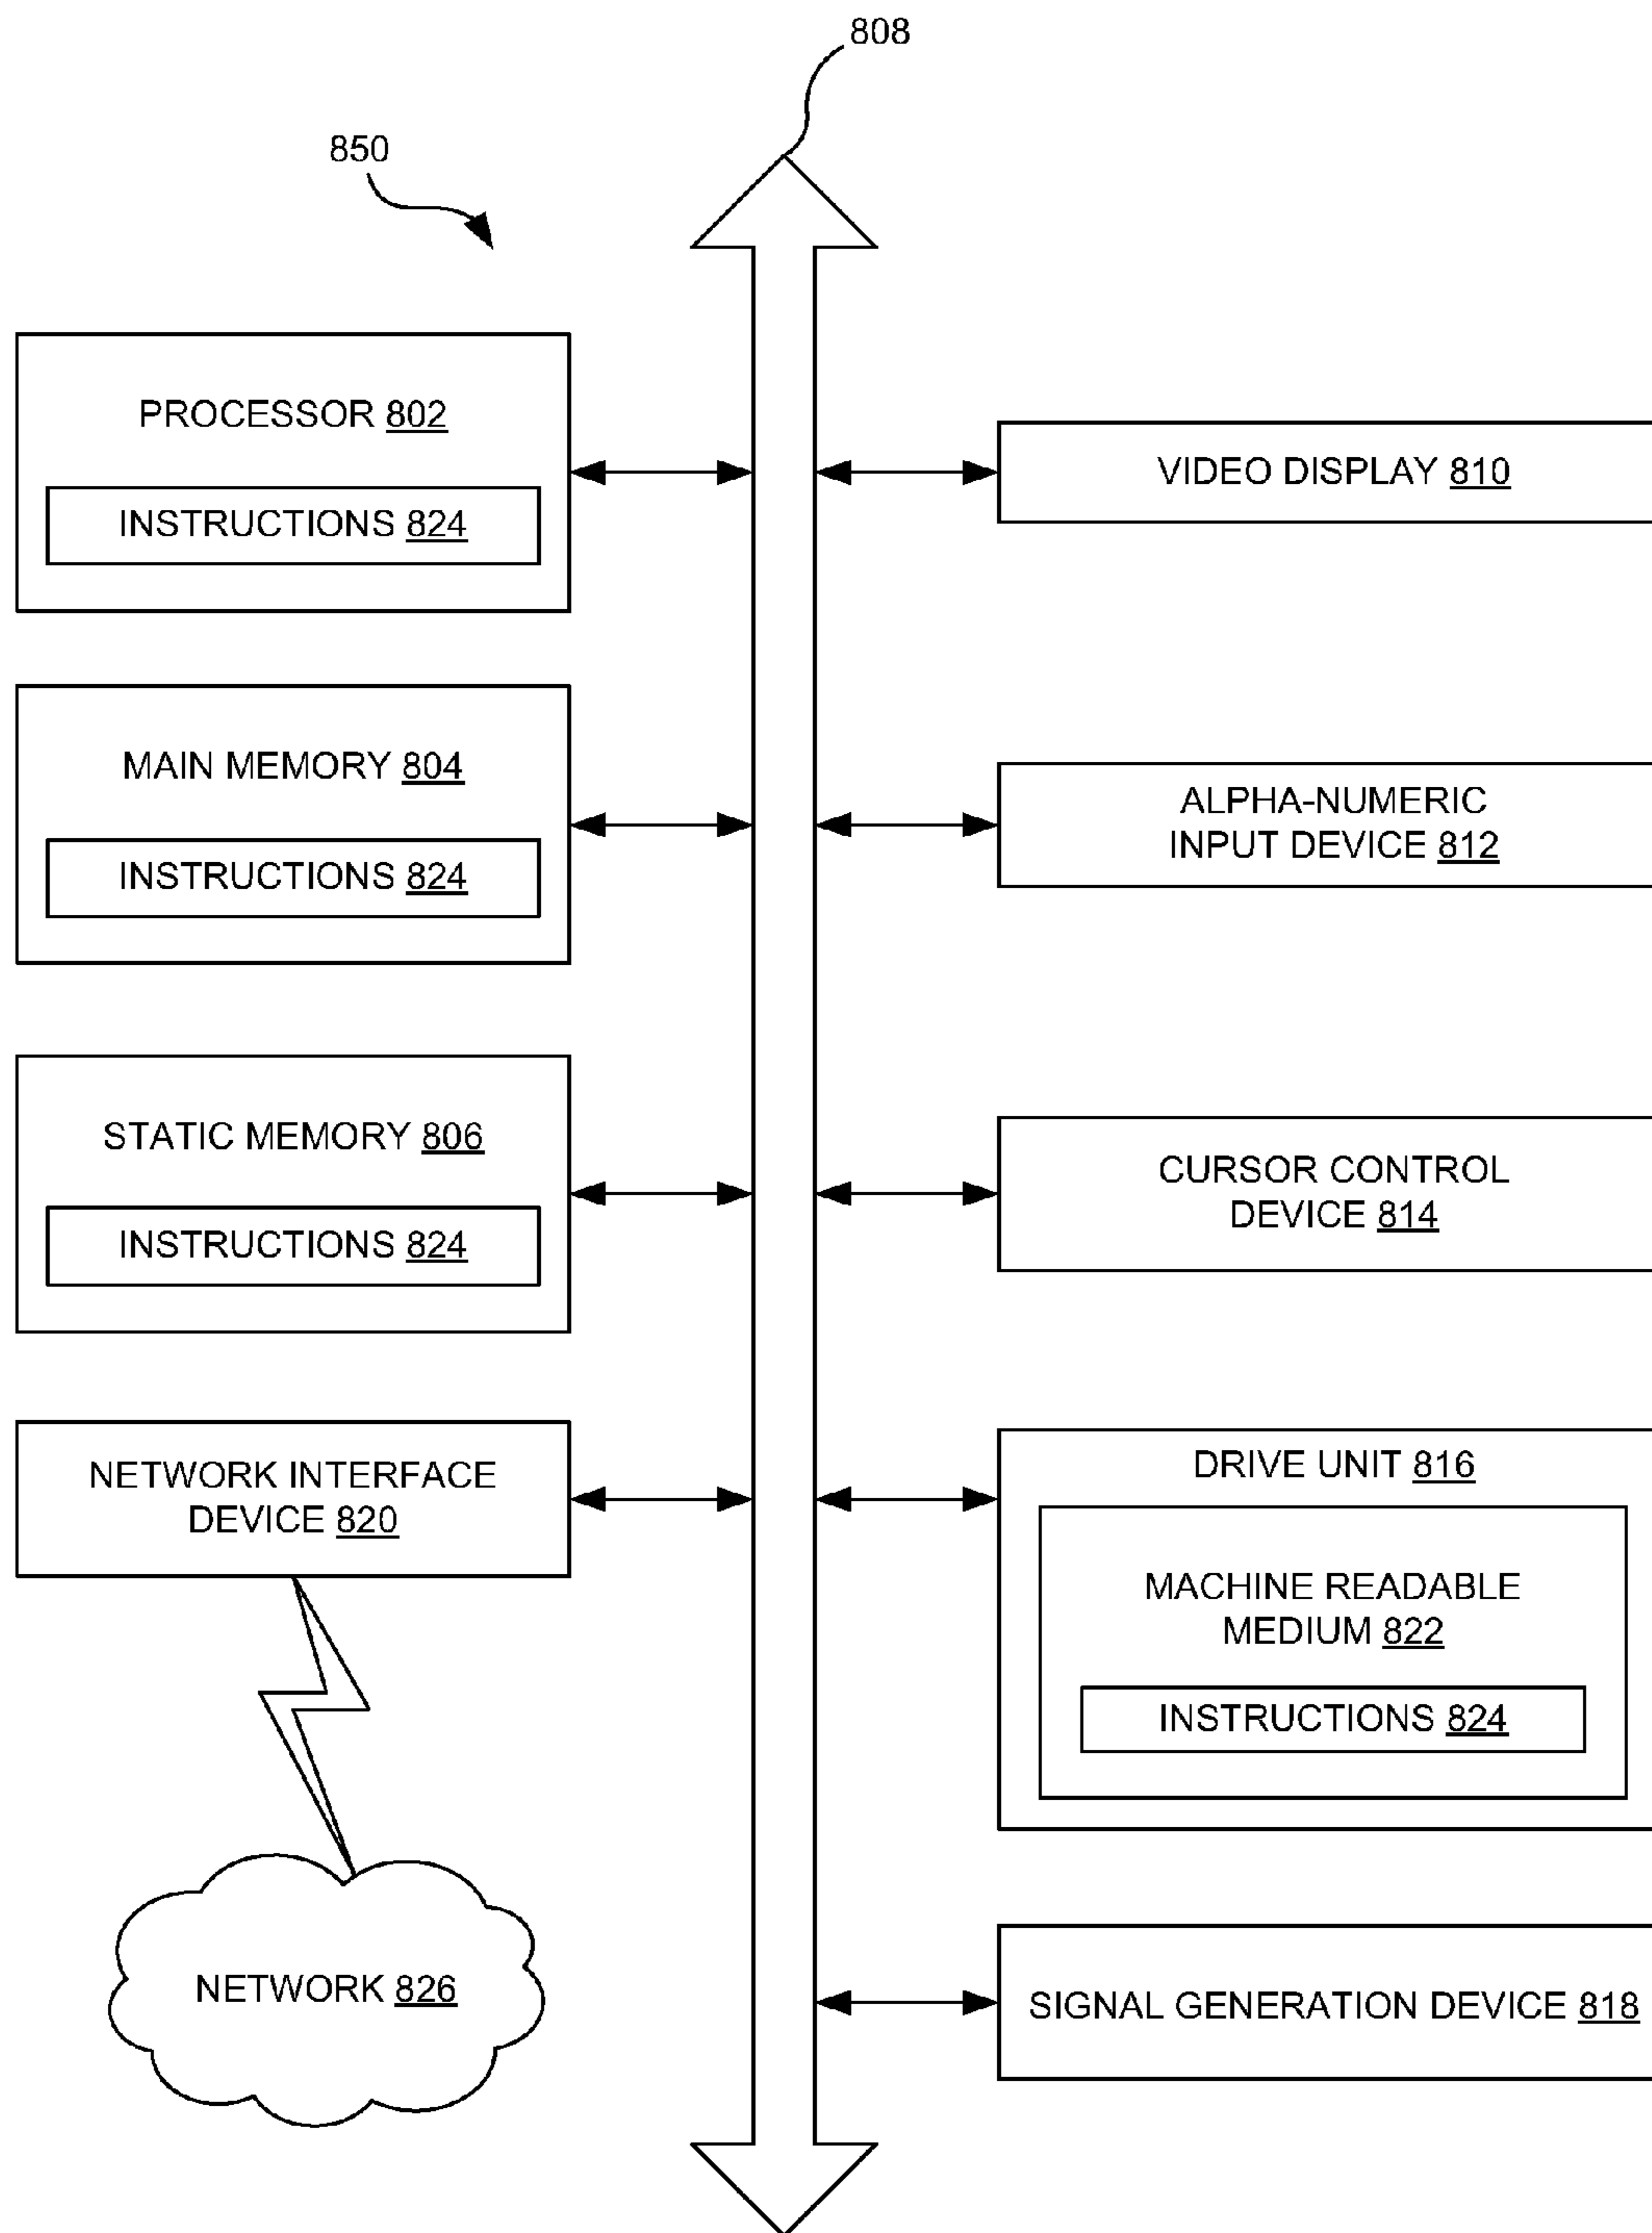 808
850
PROCESSOR 802
INSTRUCTIONS 824
MAIN MEMORY 804
INSTRUCTIONS 824
STATIC MEMORY 806
INSTRUCTIONS 824
NETWORK INTERFACE
DEVICE 820
NETWORK 826
VIDEO DISPLAY 810
ALPHA-NUMERIC
INPUT DEVICE 812
CURSOR CONTROL
DEVICE 814
DRIVE UNIT 816
MACHINE READABLE
MEDIUM 822
INSTRUCTIONS 824
SIGNAL GENERATION DEVICE 818